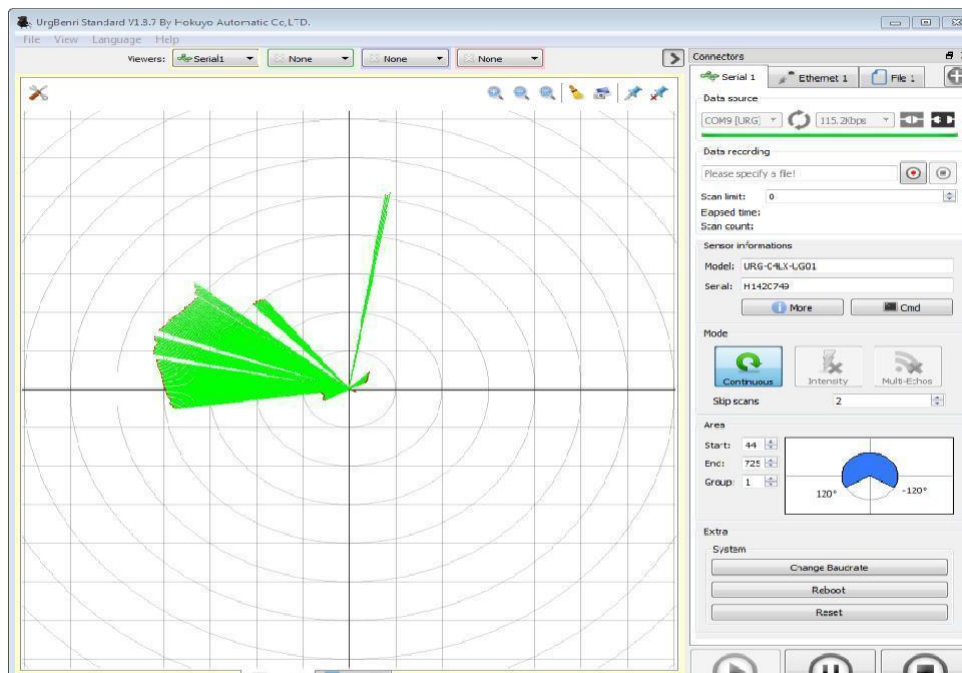 UrgBenri Standard V1.3.7 By Hokuyo Automatic Co,LTD.
File View Language Help
Viewers: Serial1 None None None
Connectors
Serial 1 Ethernet 1 File 1
Data source
COM9 [URG] 115.2Kbps
Data recording
Please specify a file!
Scan limit: 0
Elapsed time:
Scan count:
Sensor informations
Model: URG-04LX-UG01
Serial: H1420749
More Cmd
Mode
Continuous Intensity Multi-Echos
Skip scans 2
Area
Start: 44
End: 725
Group: 1
120° -120°
Extra
System
Change Baudrate
Reboot
Reset